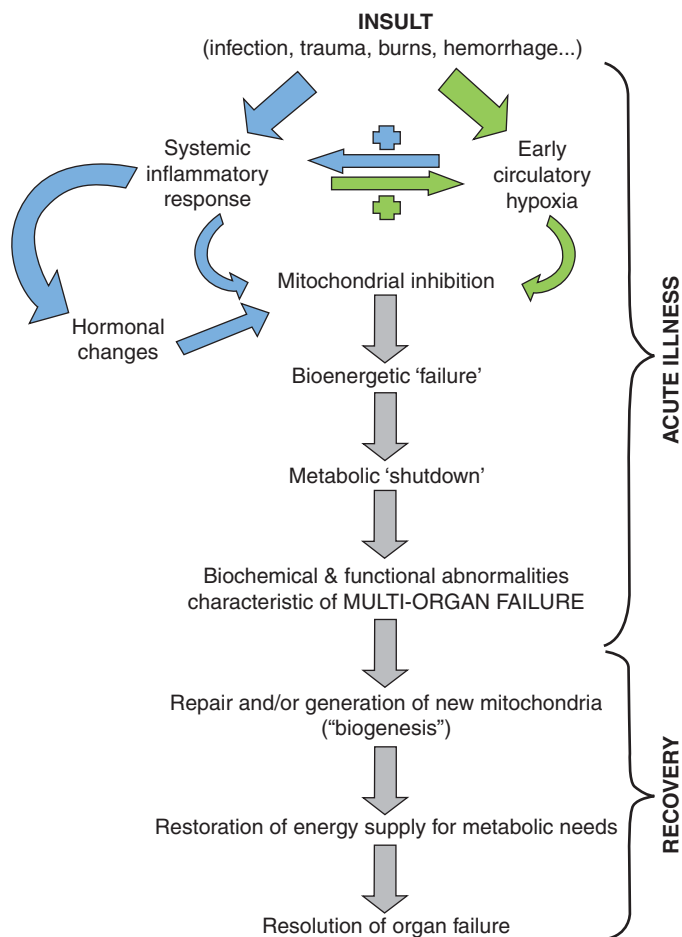 INSULT
(infection, trauma, burns, hemorrhage...)
Systemic
inflammatory
response
Early
circulatory
hypoxia
Mitochondrial inhibition
Hormonal
changes
Bioenergetic ‘failure’
Metabolic ‘shutdown’
Biochemical & functional abnormalities
characteristic of MULTI-ORGAN FAILURE
ACUTE ILLNESS
Repair and/or generation of new mitochondria
(“biogenesis”)
Restoration of energy supply for metabolic needs
Resolution of organ failure
RECOVERY